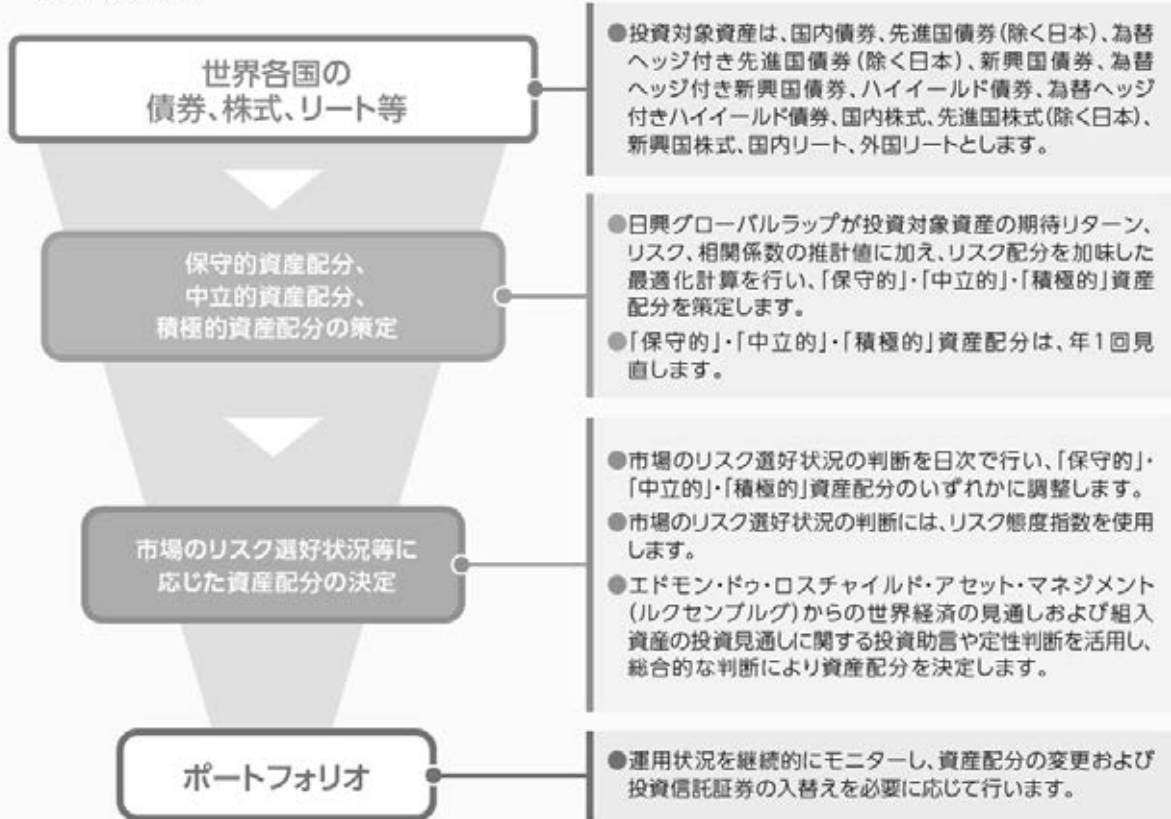 世界各国の
債券、株式、リート等
●投資対象資産は、国内債券、先進国債券(除く日本)、為替
ヘッジ付き先進国債券(除く日本)、新興国債券、為替
ヘッジ付き新興国債券、ハイイールド債券、為替ヘッジ
付きハイイールド債券、国内株式、先進国株式(除く日本)、
新興国株式、国内リート、外国リートとします。
保守的資産配分、
中立的資産配分、
積極的資産配分の策定
●日興グローバルラップが投資対象資産の期待リターン、
リスク、相関係数の推計値に加え、リスク配分を加味した
最適化計算を行い、「保守的」・「中立的」・「積極的」資産
配分を策定します。
●「保守的」・「中立的」・「積極的」資産配分は、年1回見
直します。
市場のリスク選好状況等に
応じた資産配分の決定
●市場のリスク選好状況の判断を日次で行い、「保守的」・
「中立的」・「積極的」資産配分のいずれかに調整します。
●市場のリスク選好状況の判断には、リスク態度指数を使用
します。
●エドモン・ドゥ・ロスチャイルド・アセット・マネジメント
(ルクセンブルグ)からの世界経済の見通しおよび組入
資産の投資見通しに関する投資助言や定性判断を活用し、
総合的な判断により資産配分を決定します。
ポートフォリオ
●運用状況を継続的にモニターし、資産配分の変更および
投資信託証券の入替えを必要に応じて行います。